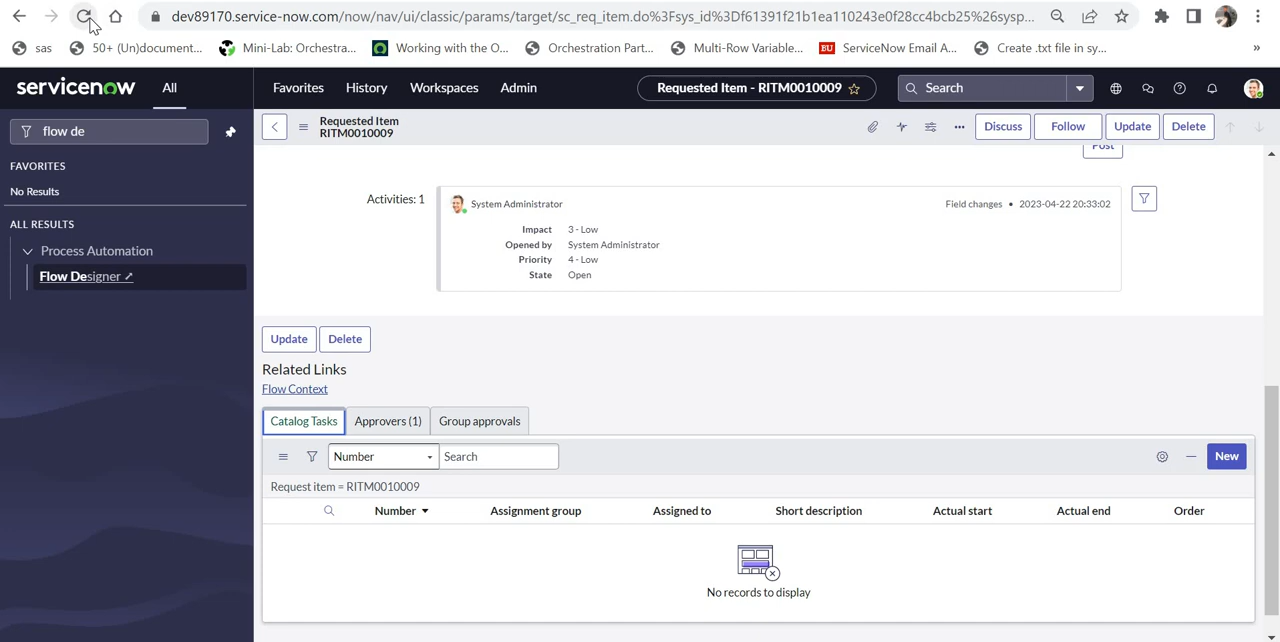 dev89170.service-now.com/now/nav/ui/classic/params/target/sc_req_item.do%3Fsys_id%3Df61391f21b1ea110243e0f28cc4bcb25%26sysp...
sas
50+ (Un)document...
Mini-Lab: Orchestra...
Working with the O...
Orchestration Part...
Multi-Row Variable...
BU ServiceNow Email A...
Create .txt file in sy...
»
servicenow All Favorites History Workspaces Admin Requested Item - RITM0010009 Search
flow de
FAVORITES
No Results
ALL RESULTS
Process Automation
Flow Designer
Requested Item
RITM0010009
Discuss Follow Update Delete
Post
Activities: 1
System Administrator Field changes • 2023-04-22 20:33:02
Impact 3 - Low
Opened by System Administrator
Priority 4 - Low
State Open
Update Delete
Related Links
Flow Context
Catalog Tasks Approvers (1) Group approvals
Number Search New
Request item = RITM0010009
Number Assignment group Assigned to Short description Actual start Actual end Order
No records to display